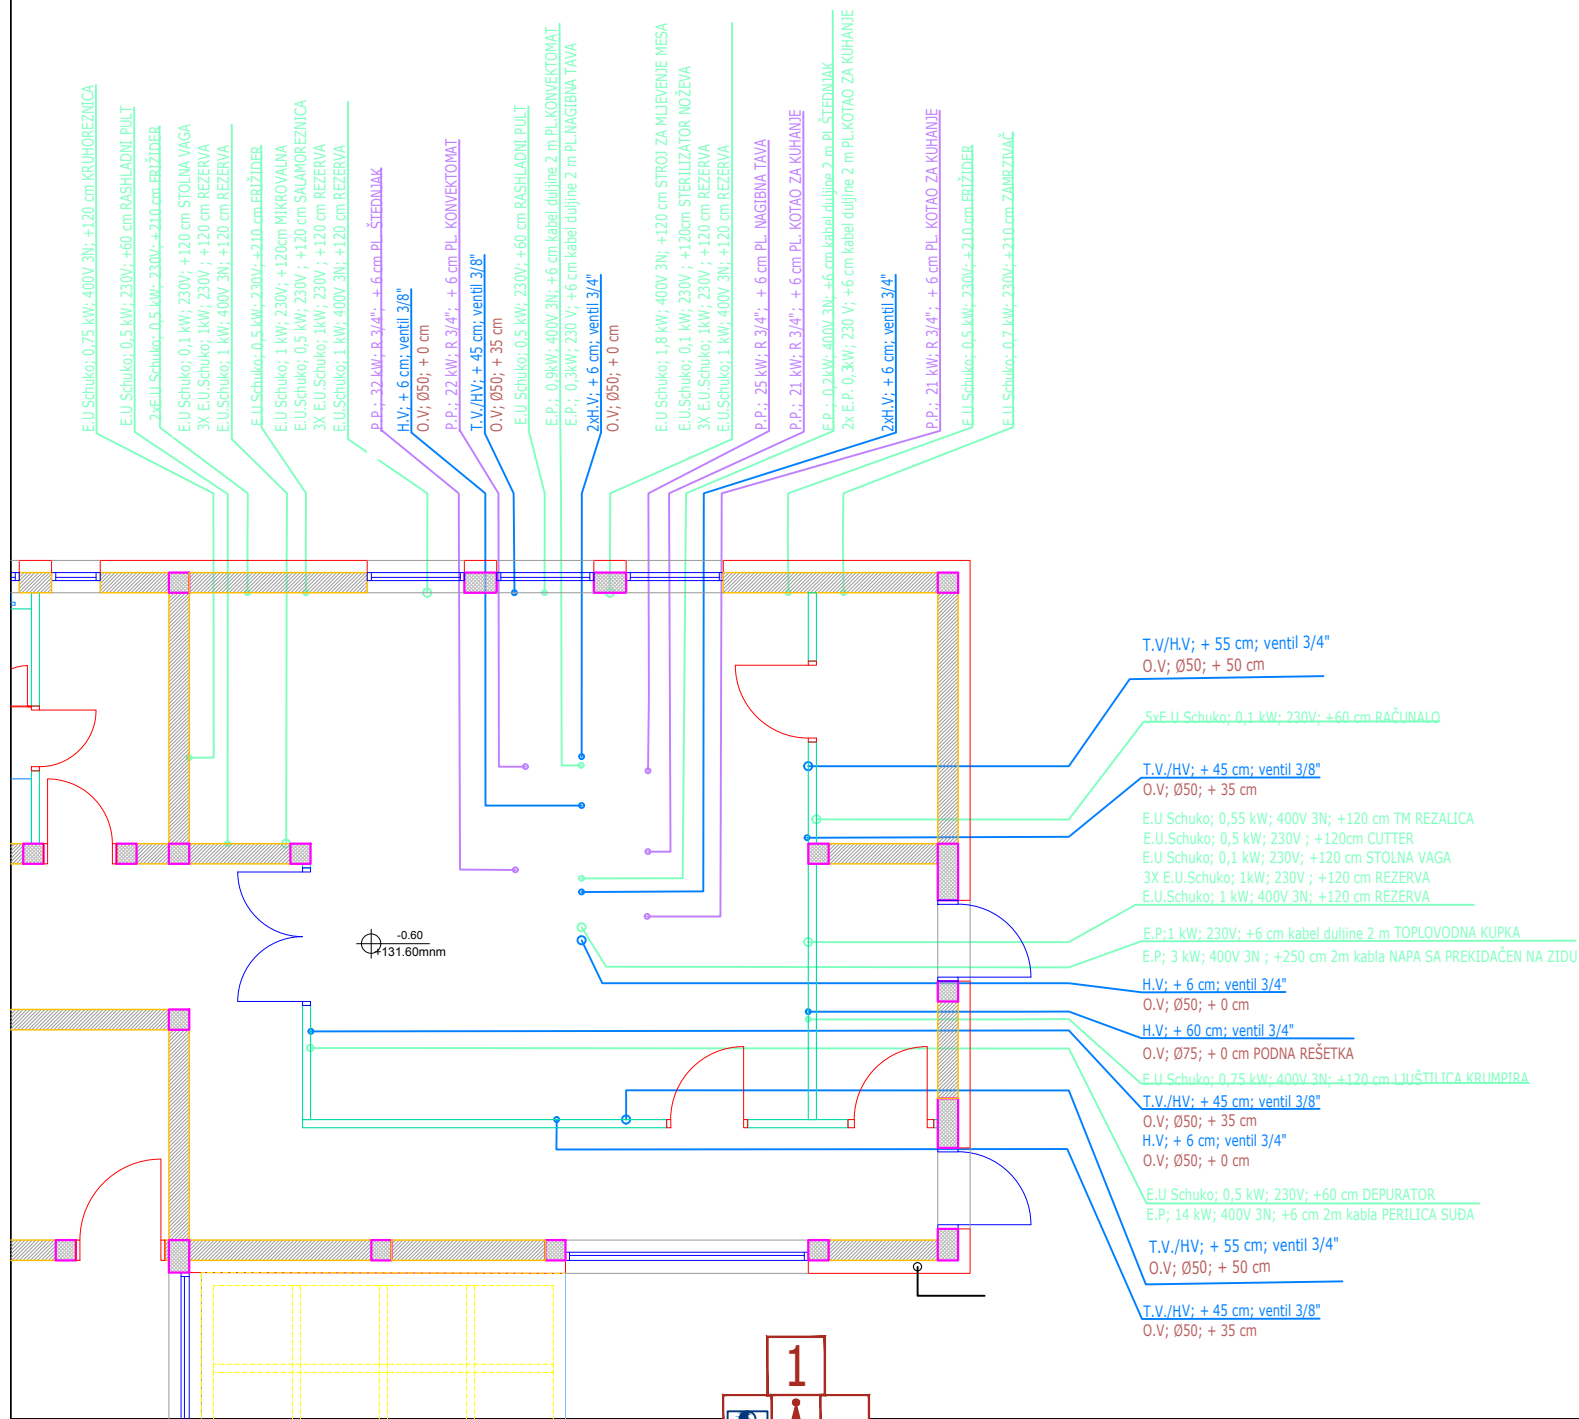 E.U Schuko; 0,75 kW; 400V 3N; +120 cm KRUHOREZNICA
E.U Schuko; 0,5 kW; 230V; +60 cm RASHLADNI PULT
2xE.U Schuko; 0,5 kW; 230V; +210 cm FRIŽIDER
E.U Schuko; 0,1 kW; 230V; +120 cm STOLNA VAGA
3X E.U.Schuko; 1kW; 230V ; +120 cm REZERVA
E.U.Schuko; 1 kW; 400V 3N; +120 cm REZERVA
E.U Schuko; 0,5 kW; 230V; +210 cm FRIŽIDER
E.U Schuko; 1 kW; 230V; +120cm MIKROVALNA
E.U.Schuko; 0,5 kW; 230V ; +120 cm SALAMOREZNICA
3X E.U.Schuko; 1kW; 230V ; +120 cm REZERVA
E.U.Schuko; 1 kW; 400V 3N; +120 cm REZERVA
P.P.; 32 kW; R 3/4"; + 6 cm PL. ŠTEDNJAK
H.V; + 6 cm; ventil 3/8"
O.V; Ø50; + 0 cm
P.P.; 22 kW; R 3/4"; + 6 cm PL. KONVEKTOMAT
T.V./HV; + 45 cm; ventil 3/8"
O.V; Ø50; + 35 cm
E.U Schuko; 0,5 kW; 230V; +60 cm RASHLADNI PULT
E.P.; 0,9kW; 400V 3N; +6 cm kabel duljine 2 m PL.KONVEKTOMAT
E.P.; 0,3kW; 230 V; +6 cm kabel duljine 2 m PL.NAGIBNA TAVA
2xH.V; + 6 cm; ventil 3/4"
O.V; Ø50; + 0 cm
E.U Schuko; 1,8 kW; 400V 3N; +120 cm STROJ ZA MLJEVENJE MESA
E.U.Schuko; 0,1 kW; 230V ; +120cm STERILIZATOR NOŽEVA
3X E.U.Schuko; 1kW; 230V ; +120 cm REZERVA
E.U.Schuko; 1 kW; 400V 3N; +120 cm REZERVA
P.P.; 25 kW; R 3/4"; + 6 cm PL. NAGIBNA TAVA
P.P.; 21 kW; R 3/4"; + 6 cm PL. KOTAO ZA KUHANJE
E.P.; 0,2kW; 400V 3N; +6 cm kabel duljine 2 m PL.ŠTEDNJAK
2x E.P. 0,3kW; 230 V; +6 cm kabel duljine 2 m PL.KOTAO ZA KUHANJE
2xH.V; + 6 cm; ventil 3/4"
P.P.; 21 kW; R 3/4"; + 6 cm PL. KOTAO ZA KUHANJE
E.U Schuko; 0,5 kW; 230V; +210 cm FRIŽIDER
E.U Schuko; 0,2 kW; 230V; +210 cm ZAMRZIVAČ
T.V/H.V; + 55 cm; ventil 3/4"
O.V; Ø50; + 50 cm
5xE.U Schuko; 0,1 kW; 230V; +60 cm RAČUNALO
T.V./HV; + 45 cm; ventil 3/8"
O.V; Ø50; + 35 cm
E.U Schuko; 0,55 kW; 400V 3N; +120 cm TM REZALICA
E.U.Schuko; 0,5 kW; 230V ; +120cm CUTTER
E.U Schuko; 0,1 kW; 230V; +120 cm STOLNA VAGA
3X E.U.Schuko; 1kW; 230V ; +120 cm REZERVA
E.U.Schuko; 1 kW; 400V 3N; +120 cm REZERVA
E.P;1 kW; 230V; +6 cm kabel duljine 2 m TOPLOVODNA KUPKA
E.P; 3 kW; 400V 3N ; +250 cm 2m kabla NAPA SA PREKIDAČEN NA ZIDU
H.V; + 6 cm; ventil 3/4"
O.V; Ø50; + 0 cm
H.V; + 60 cm; ventil 3/4"
O.V; Ø75; + 0 cm PODNA REŠETKA
E.U Schuko; 0,75 kW; 400V 3N; +120 cm LJUŠTILICA KRUMPIRA
T.V./HV; + 45 cm; ventil 3/8"
O.V; Ø50; + 35 cm
H.V; + 6 cm; ventil 3/4"
O.V; Ø50; + 0 cm
E.U Schuko; 0,5 kW; 230V; +60 cm DEPURATOR
E.P; 14 kW; 400V 3N; +6 cm 2m kabla PERILICA SUĐA
T.V./HV; + 55 cm; ventil 3/4"
O.V; Ø50; + 50 cm
T.V./HV; + 45 cm; ventil 3/8"
O.V; Ø50; + 35 cm
-0.60
+131.60mnm
1